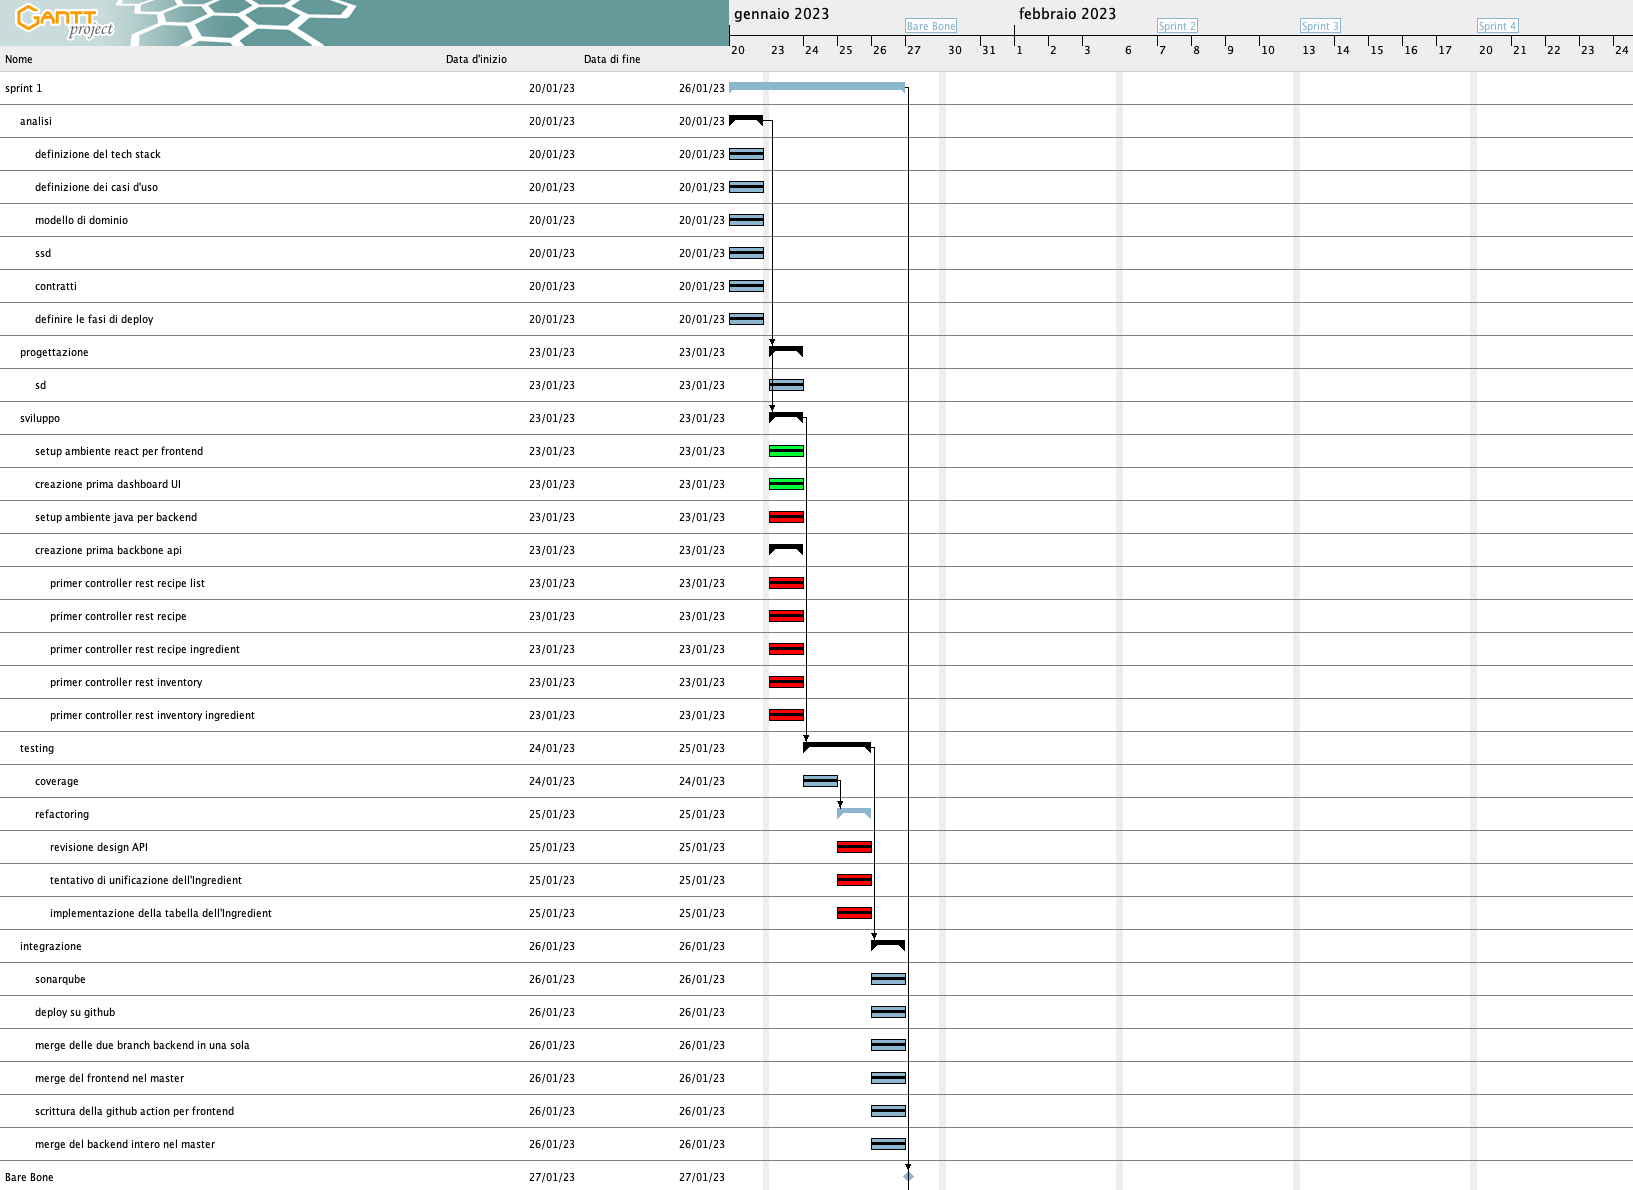 GANTT project
gennaio 2023 febbraio 2023
Bare Bone Sprint 2 Sprint 3 Sprint 4
20 23 24 25 26 27 30 31 1 2 3 6 7 8 9 10 13 14 15 16 17 20 21 22 23 24
Nome Data d'inizio Data di fine
sprint 1 20/01/23 26/01/23
analisi 20/01/23 20/01/23
definizione del tech stack 20/01/23 20/01/23
definizione dei casi d'uso 20/01/23 20/01/23
modello di dominio 20/01/23 20/01/23
ssd 20/01/23 20/01/23
contratti 20/01/23 20/01/23
definire le fasi di deploy 20/01/23 20/01/23
progettazione 23/01/23 23/01/23
sd 23/01/23 23/01/23
sviluppo 23/01/23 23/01/23
setup ambiente react per frontend 23/01/23 23/01/23
creazione prima dashboard UI 23/01/23 23/01/23
setup ambiente java per backend 23/01/23 23/01/23
creazione prima backbone api 23/01/23 23/01/23
primer controller rest recipe list 23/01/23 23/01/23
primer controller rest recipe 23/01/23 23/01/23
primer controller rest recipe ingredient 23/01/23 23/01/23
primer controller rest inventory 23/01/23 23/01/23
primer controller rest inventory ingredient 23/01/23 23/01/23
testing 24/01/23 25/01/23
coverage 24/01/23 24/01/23
refactoring 25/01/23 25/01/23
revisione design API 25/01/23 25/01/23
tentativo di unificazione dell'Ingredient 25/01/23 25/01/23
implementazione della tabella dell'Ingredient 25/01/23 25/01/23
integrazione 26/01/23 26/01/23
sonarqube 26/01/23 26/01/23
deploy su github 26/01/23 26/01/23
merge delle due branch backend in una sola 26/01/23 26/01/23
merge del frontend nel master 26/01/23 26/01/23
scrittura della github action per frontend 26/01/23 26/01/23
merge del backend intero nel master 26/01/23 26/01/23
Bare Bone 27/01/23 27/01/23